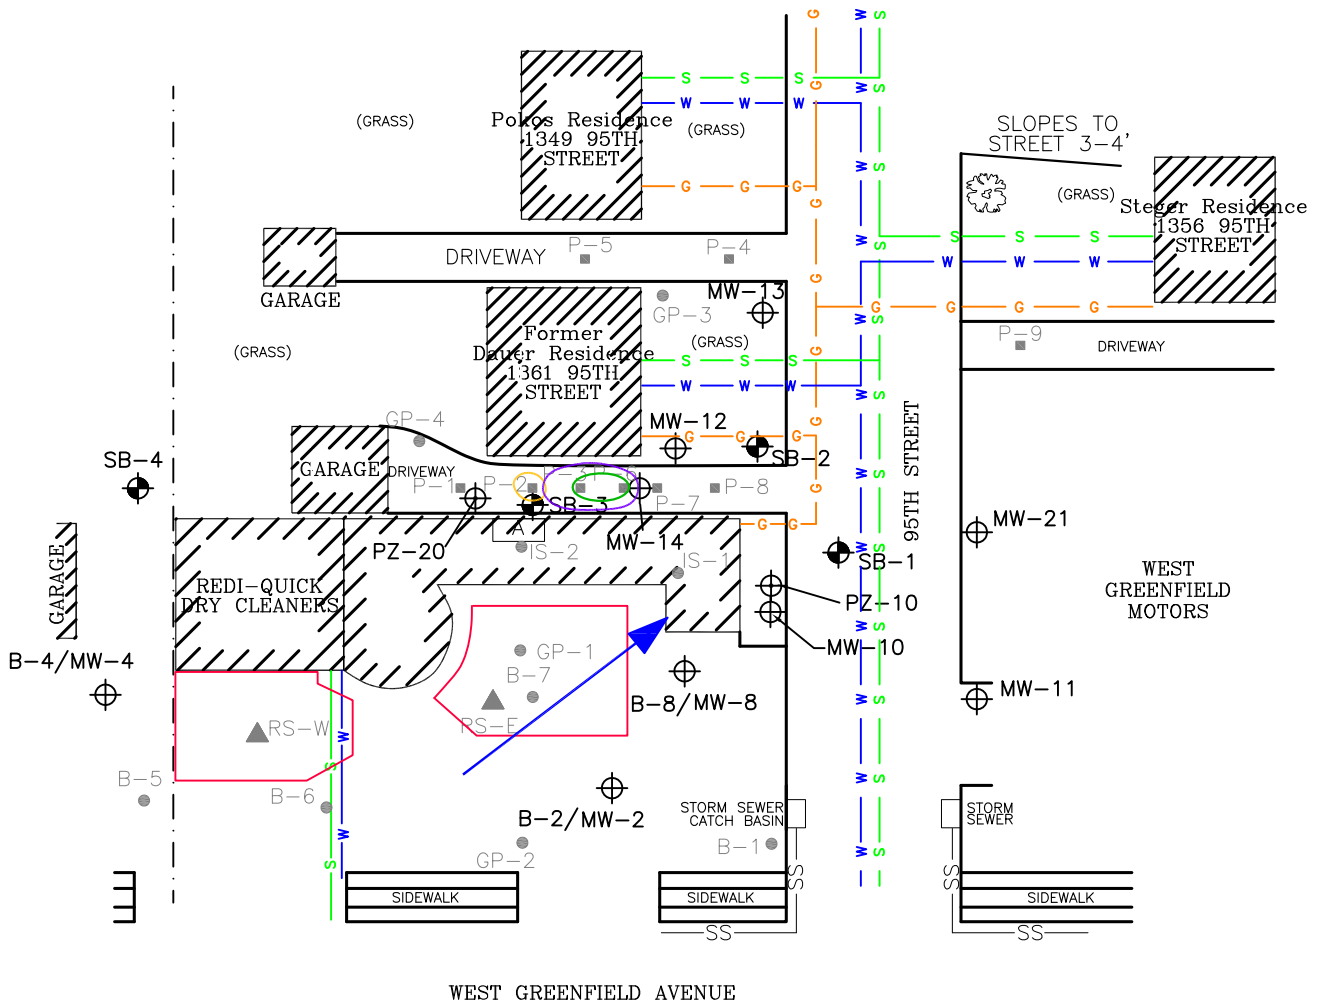 G
W
S
S
S
S
W
W
W
G
W
S
(GRASS)
Pokos Residence
1349 95TH
STREET
(GRASS)
SLOPES TO
STREET 3-4'
W
S
G
G
G
G
(GRASS)
Steger Residence
1356 95TH
STREET
W
S
S
S
S
W
W
W
DRIVEWAY
P-5
P-4
GARAGE
MW-13
GP-3
G
G
G
G
W
S
(GRASS)
Former
Dauer Residence
1361 95TH
STREET
(GRASS)
S
S
S
W
W
W
G
P-9
DRIVEWAY
W
S
GP-4
MW-12
G
G
G
G
SB-2
95TH STREET
SB-4
GARAGE
DRIVEWAY
P-1
P-2
P-7
P-8
G
W
S
SB-3
A
PZ-20
IS-2
MW-14
IS-1
G
G
MW-21
W
S
SB-1
GARAGE
REDI-QUICK
DRY CLEANERS
PZ-10
WEST
GREENFIELD
MOTORS
W
S
MW-10
B-4/MW-4
GP-1
B-7
B-8/MW-8
MW-11
W
S
RS-W
W
S
B-5
B-6
W
S
B-2/MW-2
STORM SEWER
CATCH BASIN
STORM
SEWER
W
S
GP-2
B-1
W
S
SS
SS
SIDEWALK
SIDEWALK
SIDEWALK
SS
SS
WEST GREENFIELD AVENUE